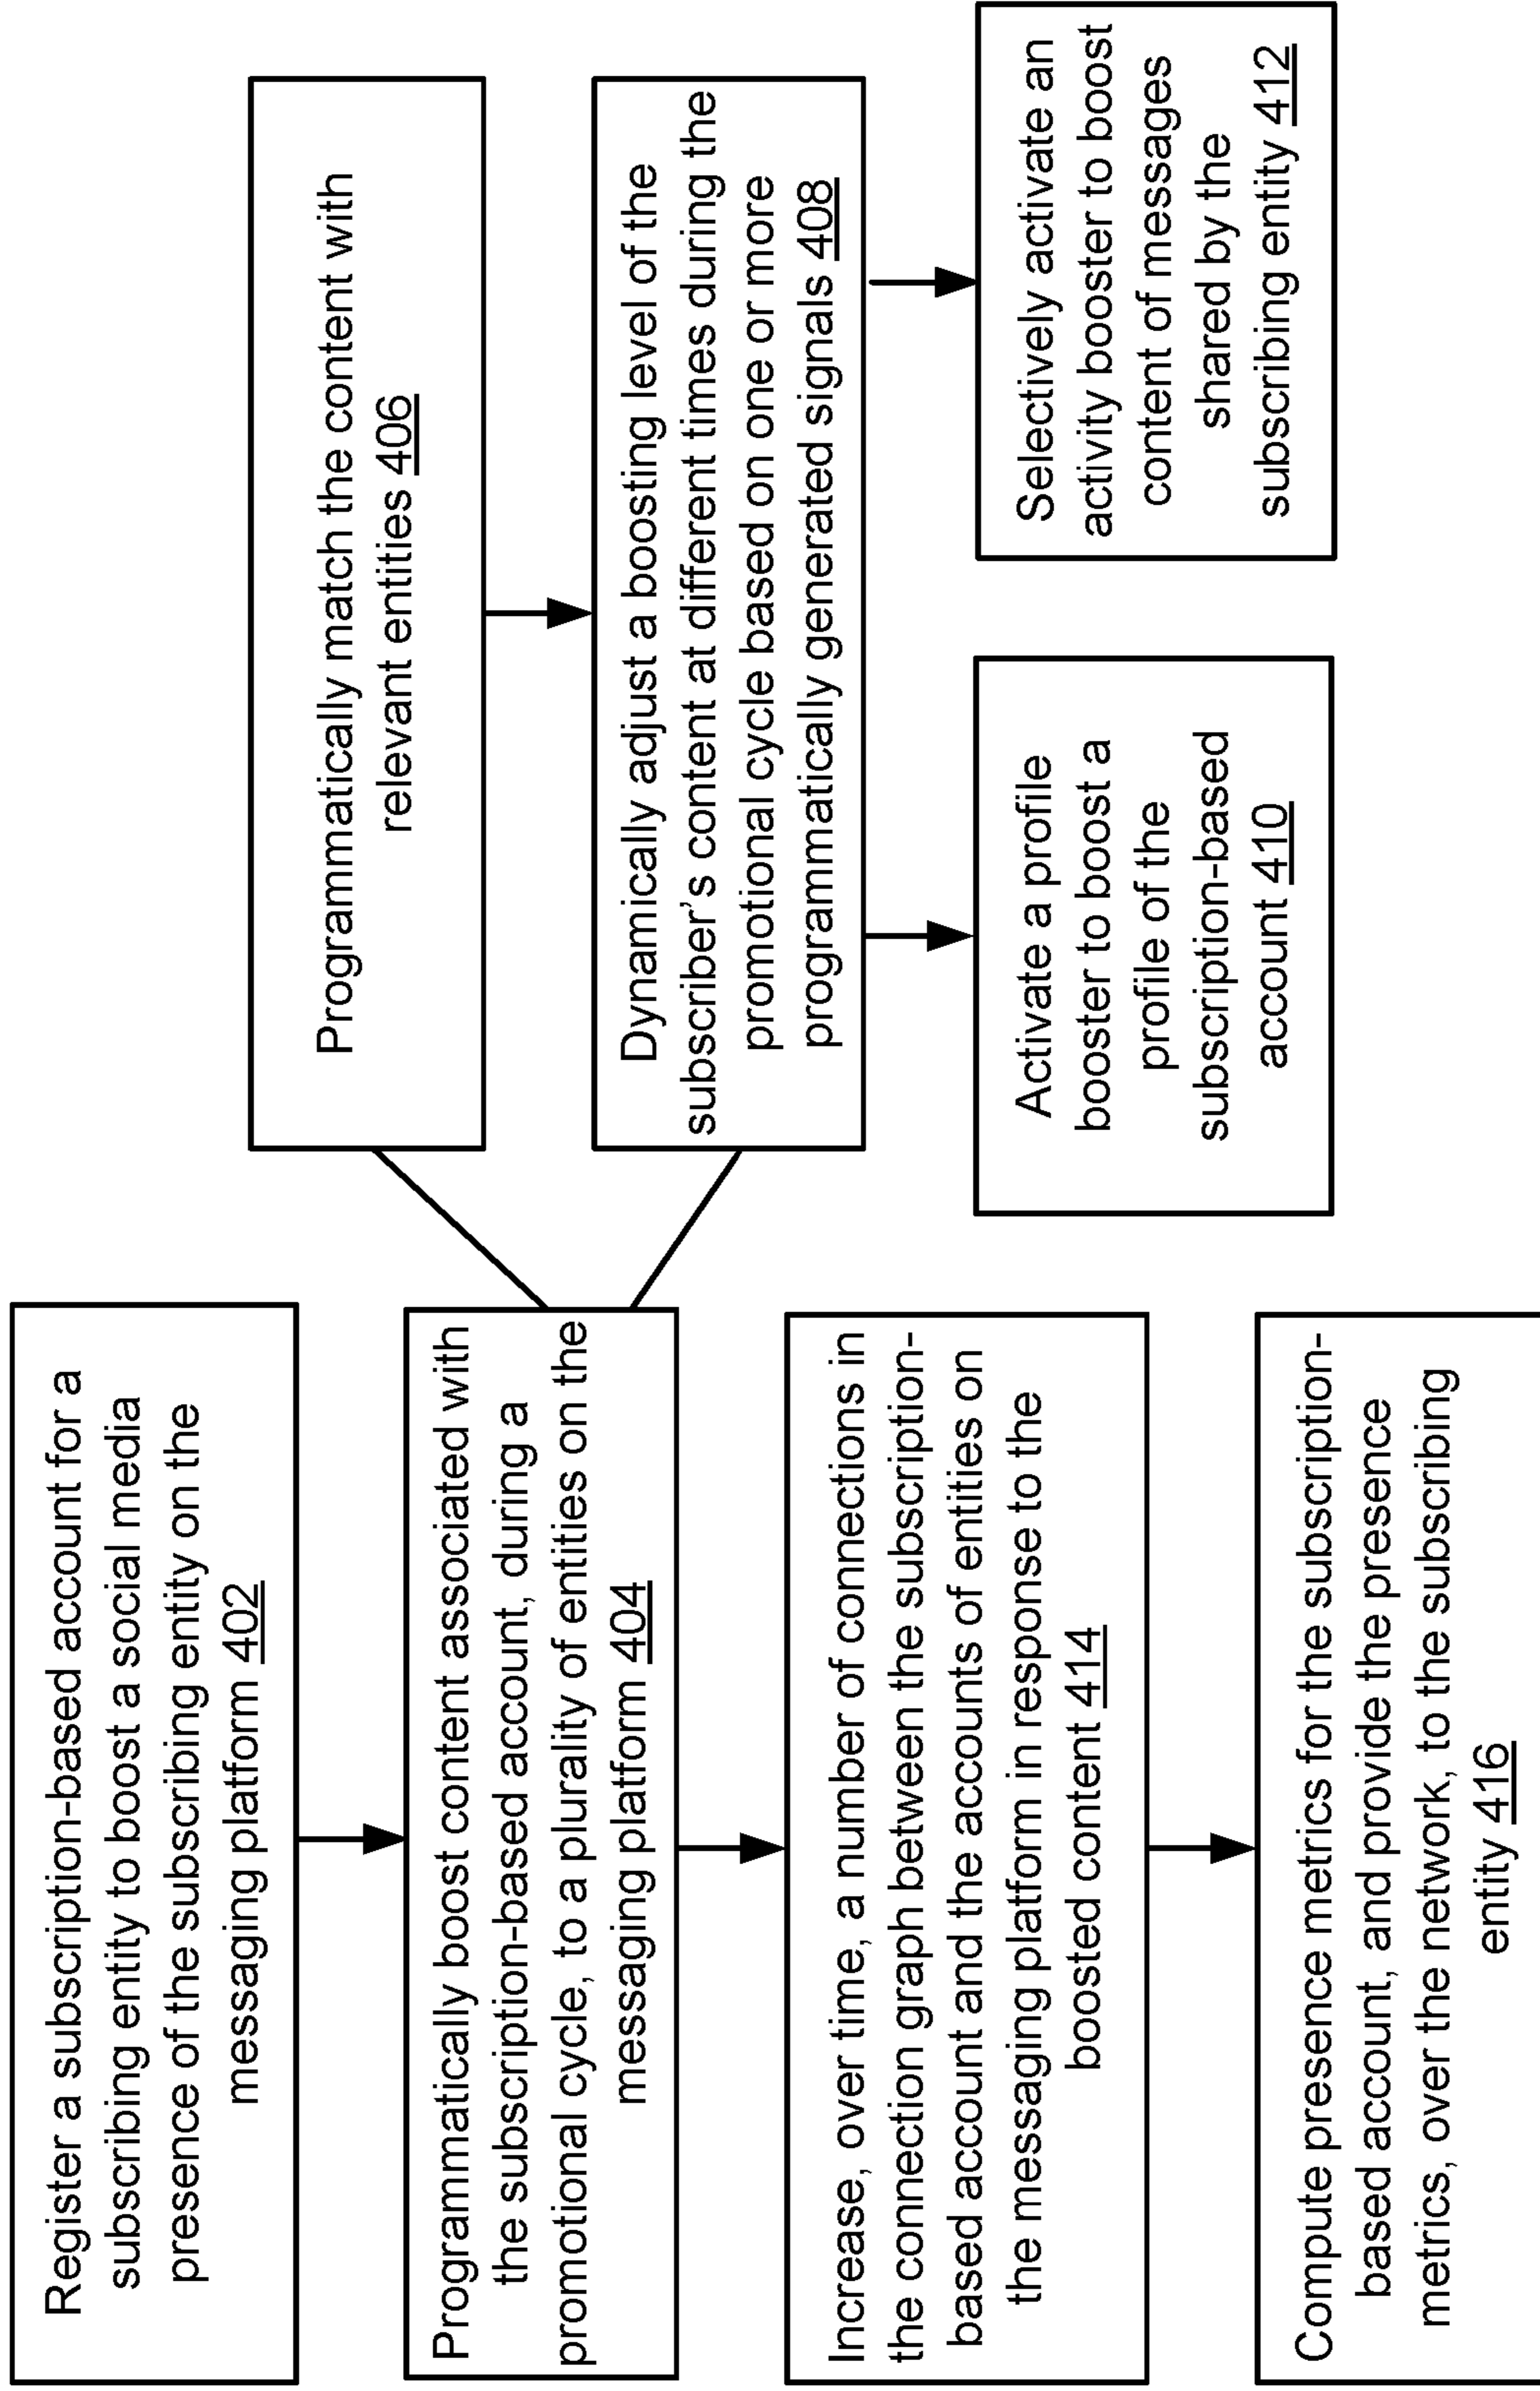 Register a subscription-based account for a
subscribing entity to boost a social media
presence of the subscribing entity on the
messaging platform 402
Programmatically boost content associated with
the subscription-based account, during a
promotional cycle, to a plurality of entities on the
messaging platform 404
Programmatically match the content with
relevant entities 406
Dynamically adjust a boosting level of the
subscriber's content at different times during the
promotional cycle based on one or more
programmatically generated signals 408
Activate a profile
booster to boost a
profile of the
subscription-based
account 410
Selectively activate an
activity booster to boost
content of messages
shared by the
subscribing entity 412
Increase, over time, a number of connections in
the connection graph between the subscription-
based account and the accounts of entities on
the messaging platform in response to the
boosted content 414
Compute presence metrics for the subscription-
based account, and provide the presence
metrics, over the network, to the subscribing
entity 416